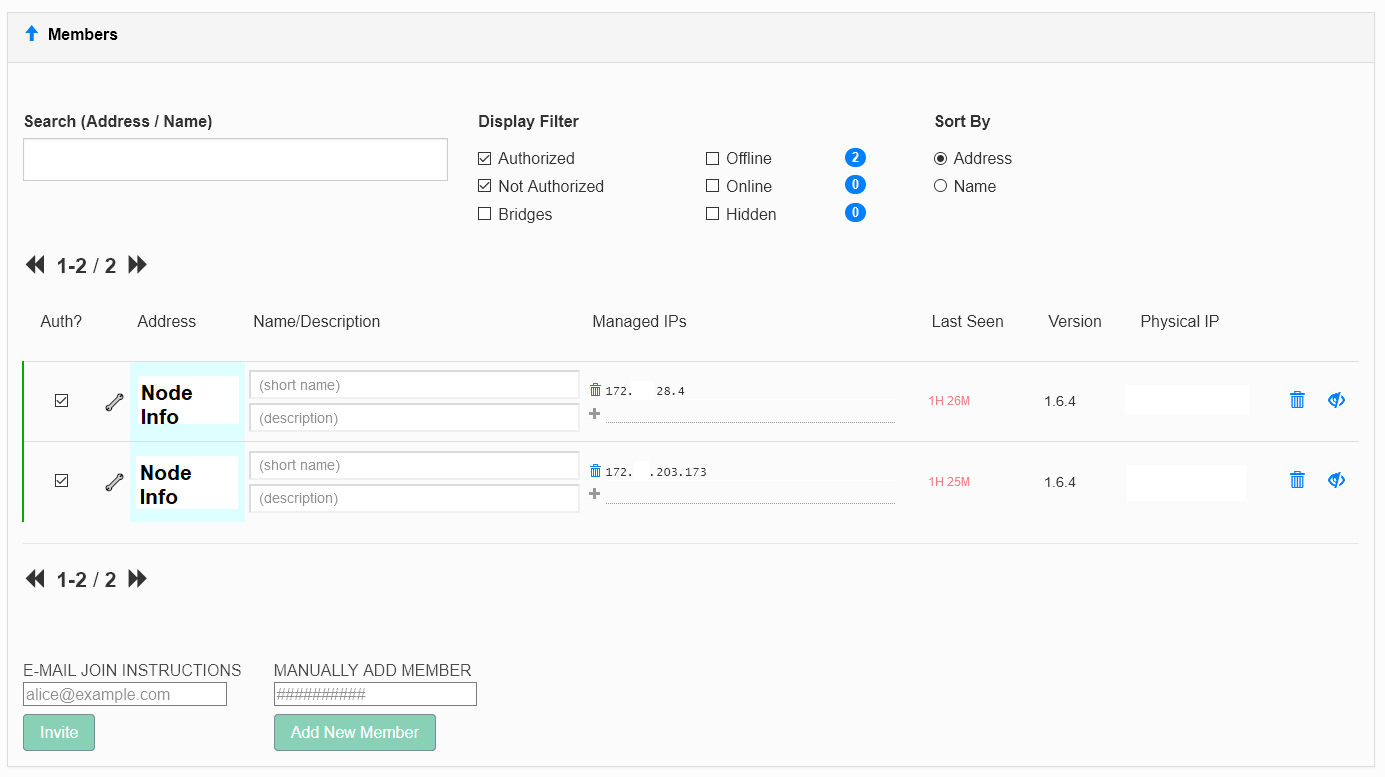 Members
Search (Address / Name)
Display Filter
Sort By
Authorized
Offline
2
Address
Not Authorized
Online
0
Name
Bridges
Hidden
0
1-2 / 2
Auth?
Address
Name/Description
Managed IPs
Last Seen
Version
Physical IP
Node
Info
(short name)
(description)
172.
28.4
1H 26M
1.6.4
Node
Info
(short name)
(description)
172.
.203.173
1H 25M
1.6.4
1-2 / 2
E-MAIL JOIN INSTRUCTIONS
alice@example.com
Invite
MANUALLY ADD MEMBER
##########
Add New Member